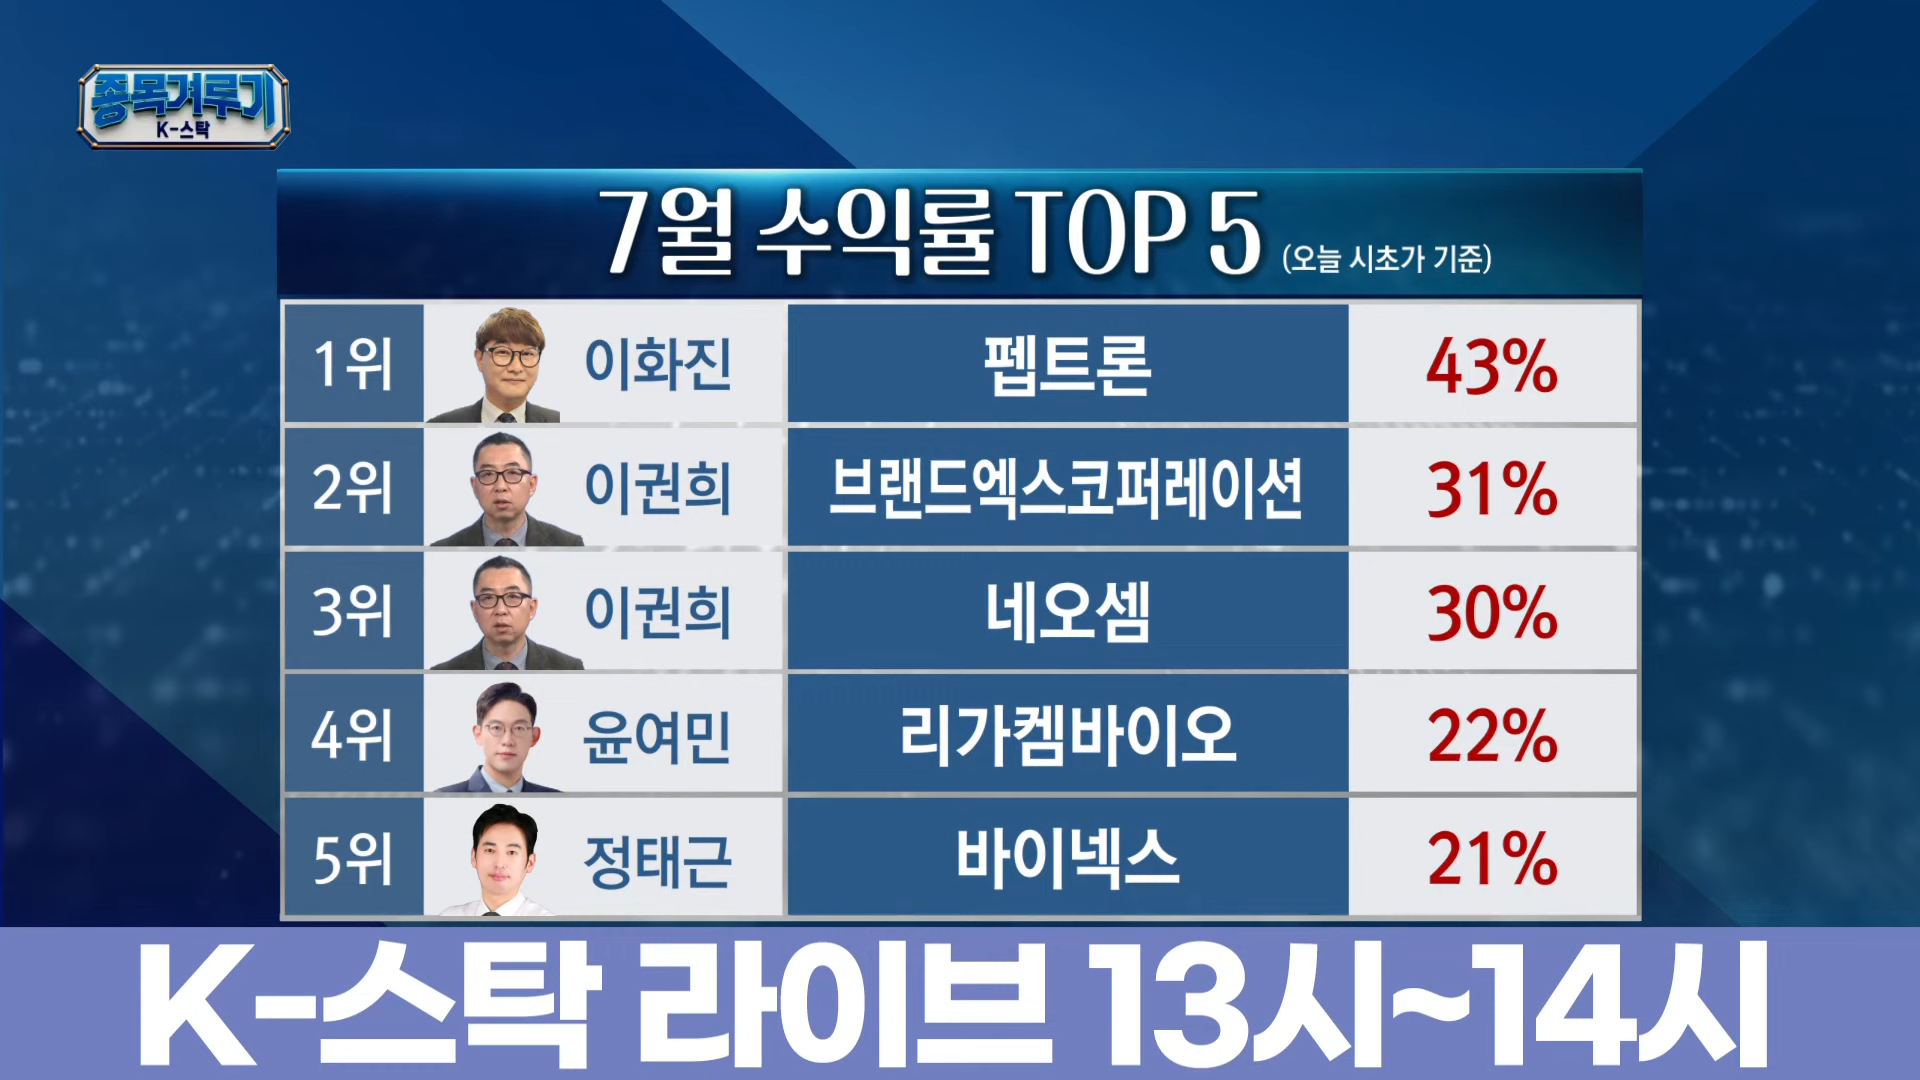 종목겨루기
K-스탁
7월 수익률 TOP 5 (오늘 시초가 기준)
1위 이화진 펩트론 43%
2위 이권희 브랜드엑스코퍼레이션 31%
3위 이권희 네오셈 30%
4위 윤여민 리가켐바이오 22%
5위 정태근 바이넥스 21%
K-스탁 라이브 13시~14시